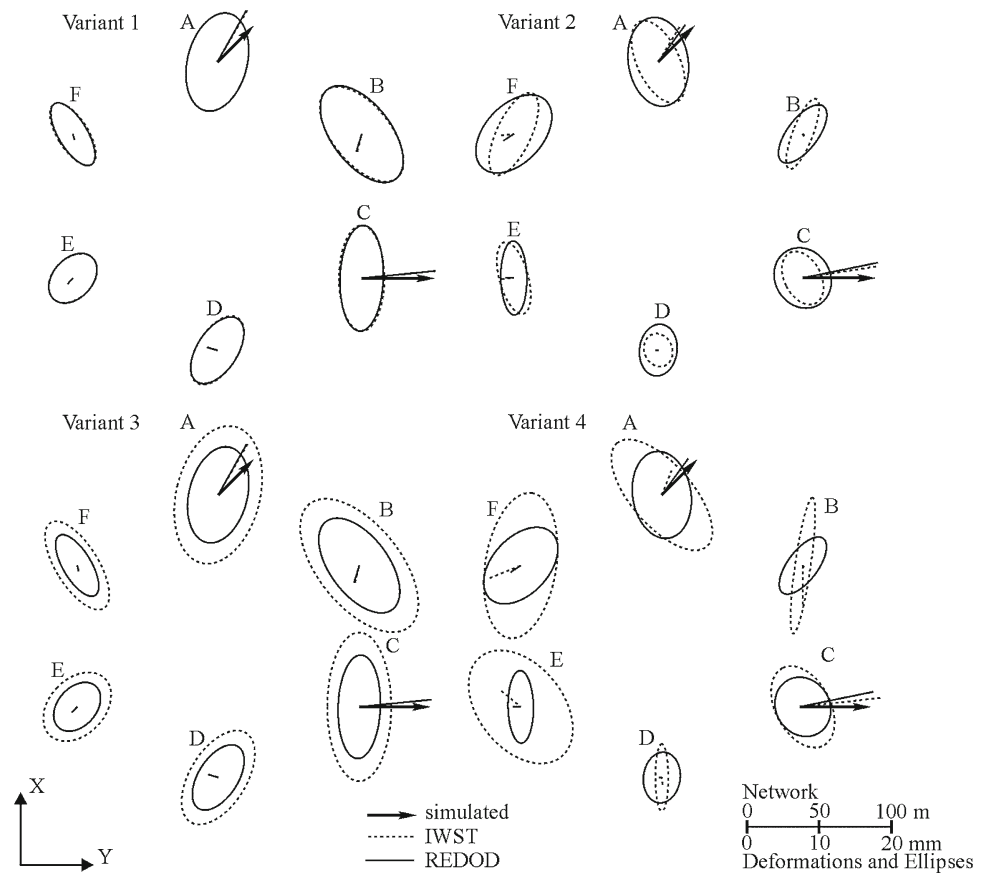 Variant 1
A
F
B
E
C
D
Variant 2
A
F
B
E
C
D
Variant 3
A
F
B
E
C
D
Variant 4
A
F
B
E
C
D
X
Y
simulated
IWST
REDOD
Network
0 50 100 m
0 10 20 mm
Deformations and Ellipses